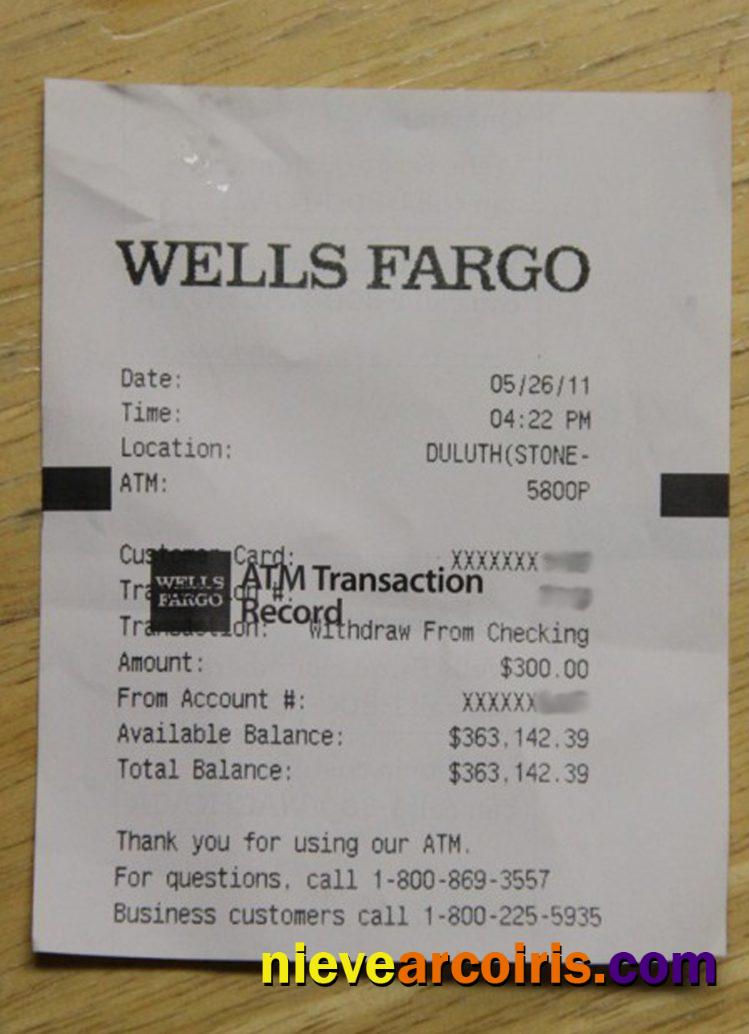 WELLS FARGO
Date: 05/26/11
Time: 04:22 PM
Location: DULUTH(STONE-
ATM: 5800P
Customer Card: XXXXXXX
WELLS FARGO ATM Transaction Record
Transaction #:
Transaction: Withdraw From Checking
Amount: $300.00
From Account #: XXXXXX
Available Balance: $363,142.39
Total Balance: $363,142.39
Thank you for using our ATM.
For questions, call 1-800-869-3557
Business customers call 1-800-225-5935
nievearcoiris.com